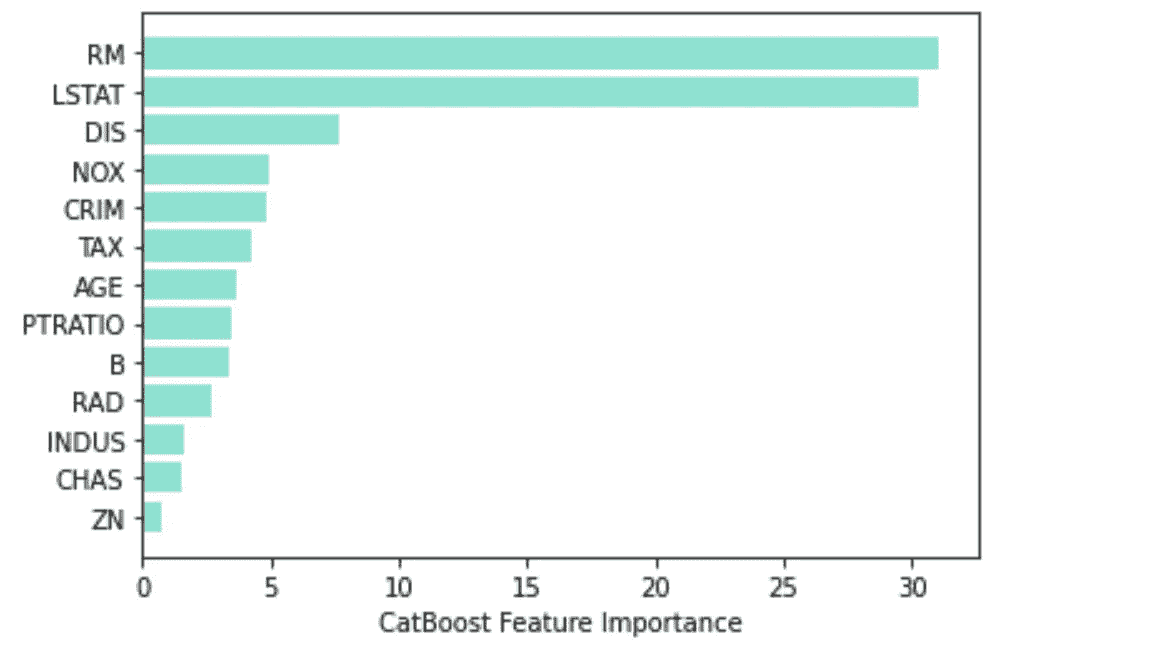 RM
LSTAT
DIS
NOX
CRIM
TAX
AGE
PTRATIO
B
RAD
INDUS
CHAS
ZN
0 5 10 15 20 25 30
CatBoost Feature Importance